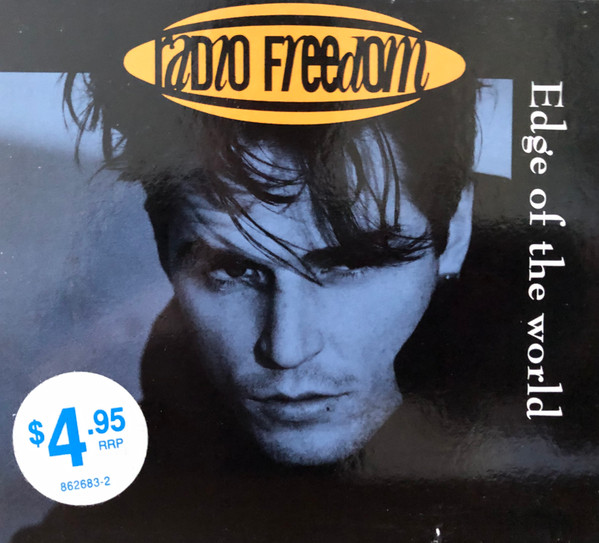 Radio Freedom
Edge of the world
$4.95
RRP
862683-2